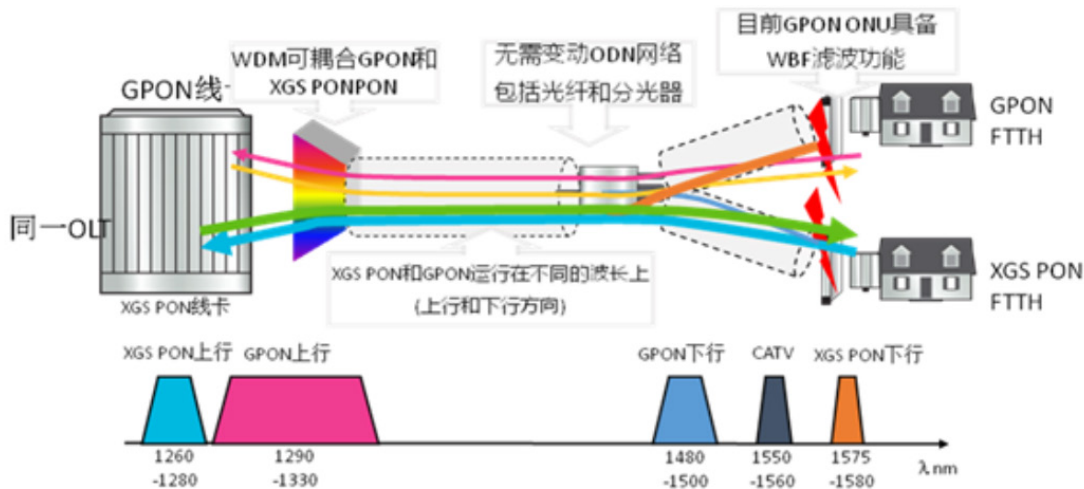 GPON线卡
WDM可耦合GPON和
XGS PONPON
无需变动ODN网络
包括光纤和分光器
目前GPON ONU具备
WBF滤波功能
GPON
FTTH
同一OLT
XGS PON和GPON运行在不同的波长上
(上行和下行方向)
XGS PON
FTTH
XGS PON线卡
XGS PON上行
GPON上行
GPON下行
CATV
XGS PON下行
1260
-1280
1290
-1330
1480
-1500
1550
-1560
1575
-1580
λ nm